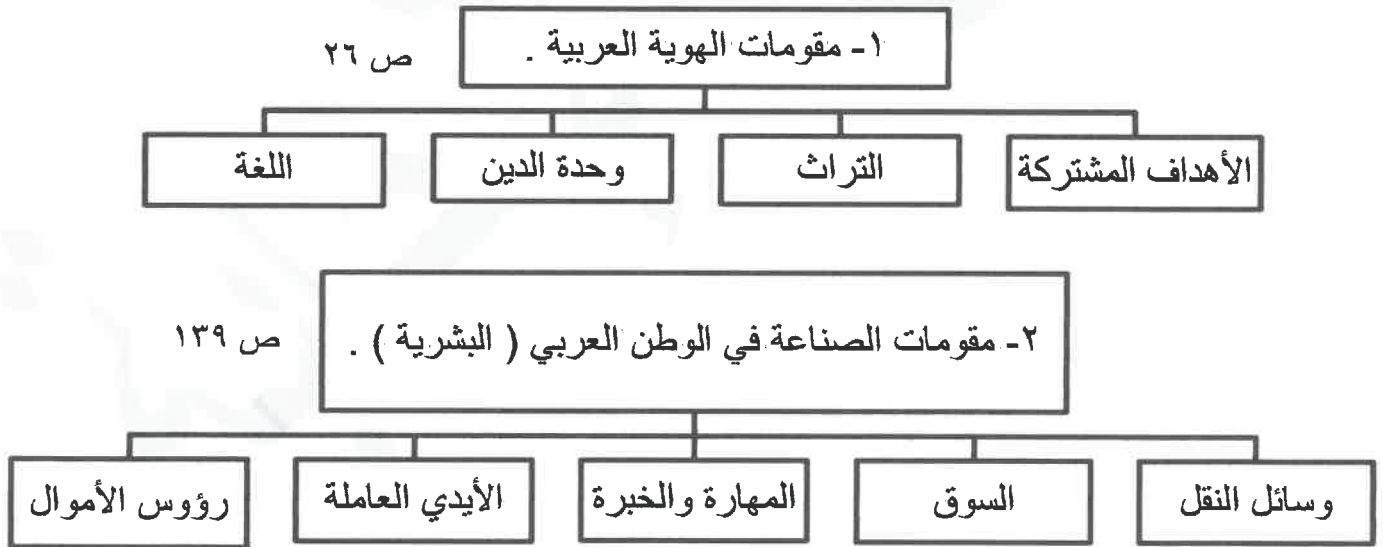 ١- مقومات الهوية العربية . ص ٢٦
الأهداف المشتركة التراث وحدة الدين اللغة
٢- مقومات الصناعة في الوطن العربي ( البشرية ) . ص ١٣٩
وسائل النقل السوق المهارة والخبرة الأيدي العاملة رؤوس الأموال